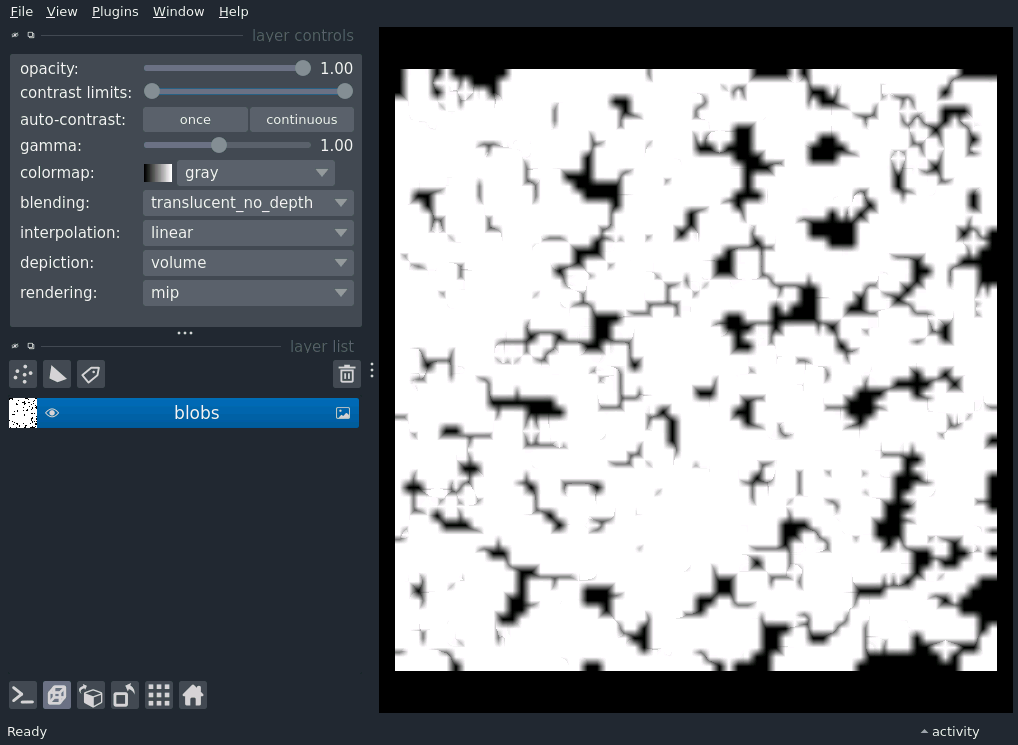 File View Plugins Window Help
layer controls
opacity: 1.00
contrast limits:
auto-contrast: once continuous
gamma: 1.00
colormap: gray
blending: translucent_no_depth
interpolation: linear
depiction: volume
rendering: mip
layer list
blobs
Ready
activity